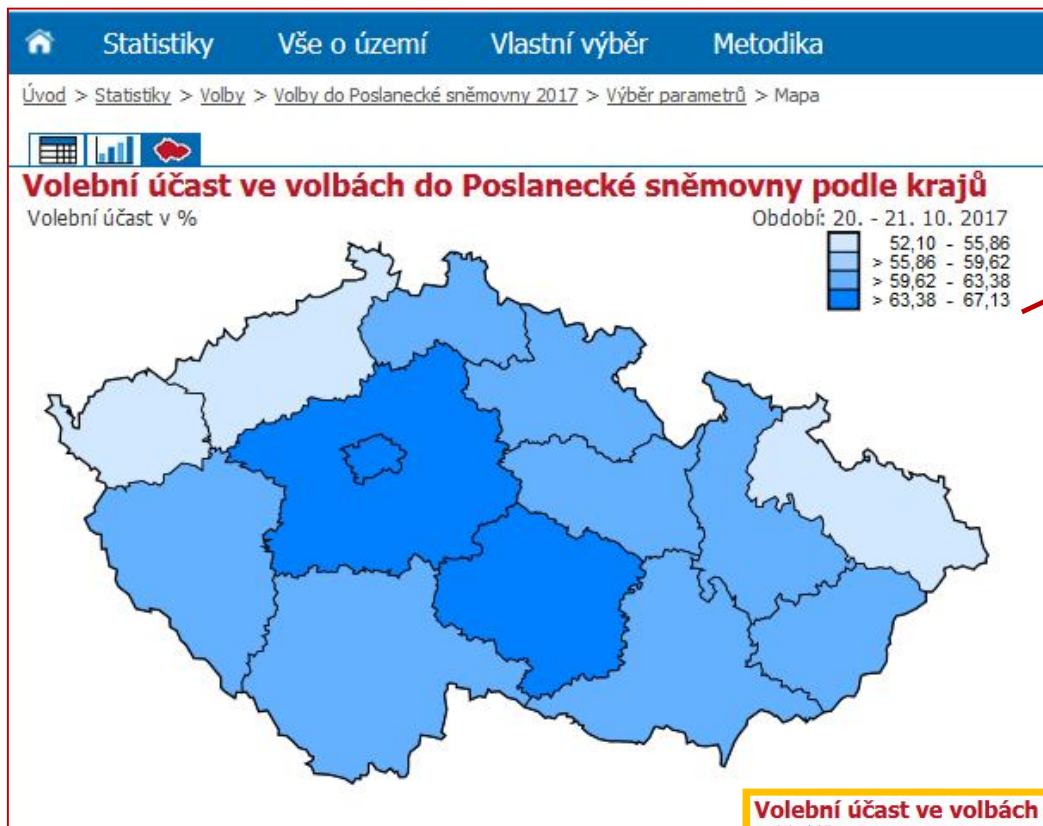 Statistiky Vše o území Vlastní výběr Metodika
Úvod > Statistiky > Volby > Volby do Poslanecké sněmovny 2017 > Výběr parametrů > Mapa
Volební účast ve volbách do Poslanecké sněmovny podle krajů
Volební účast v %
Období: 20. - 21. 10. 2017
52,10 - 55,86
> 55,86 - 59,62
> 59,62 - 63,38
> 63,38 - 67,13
Volební účast ve volbách